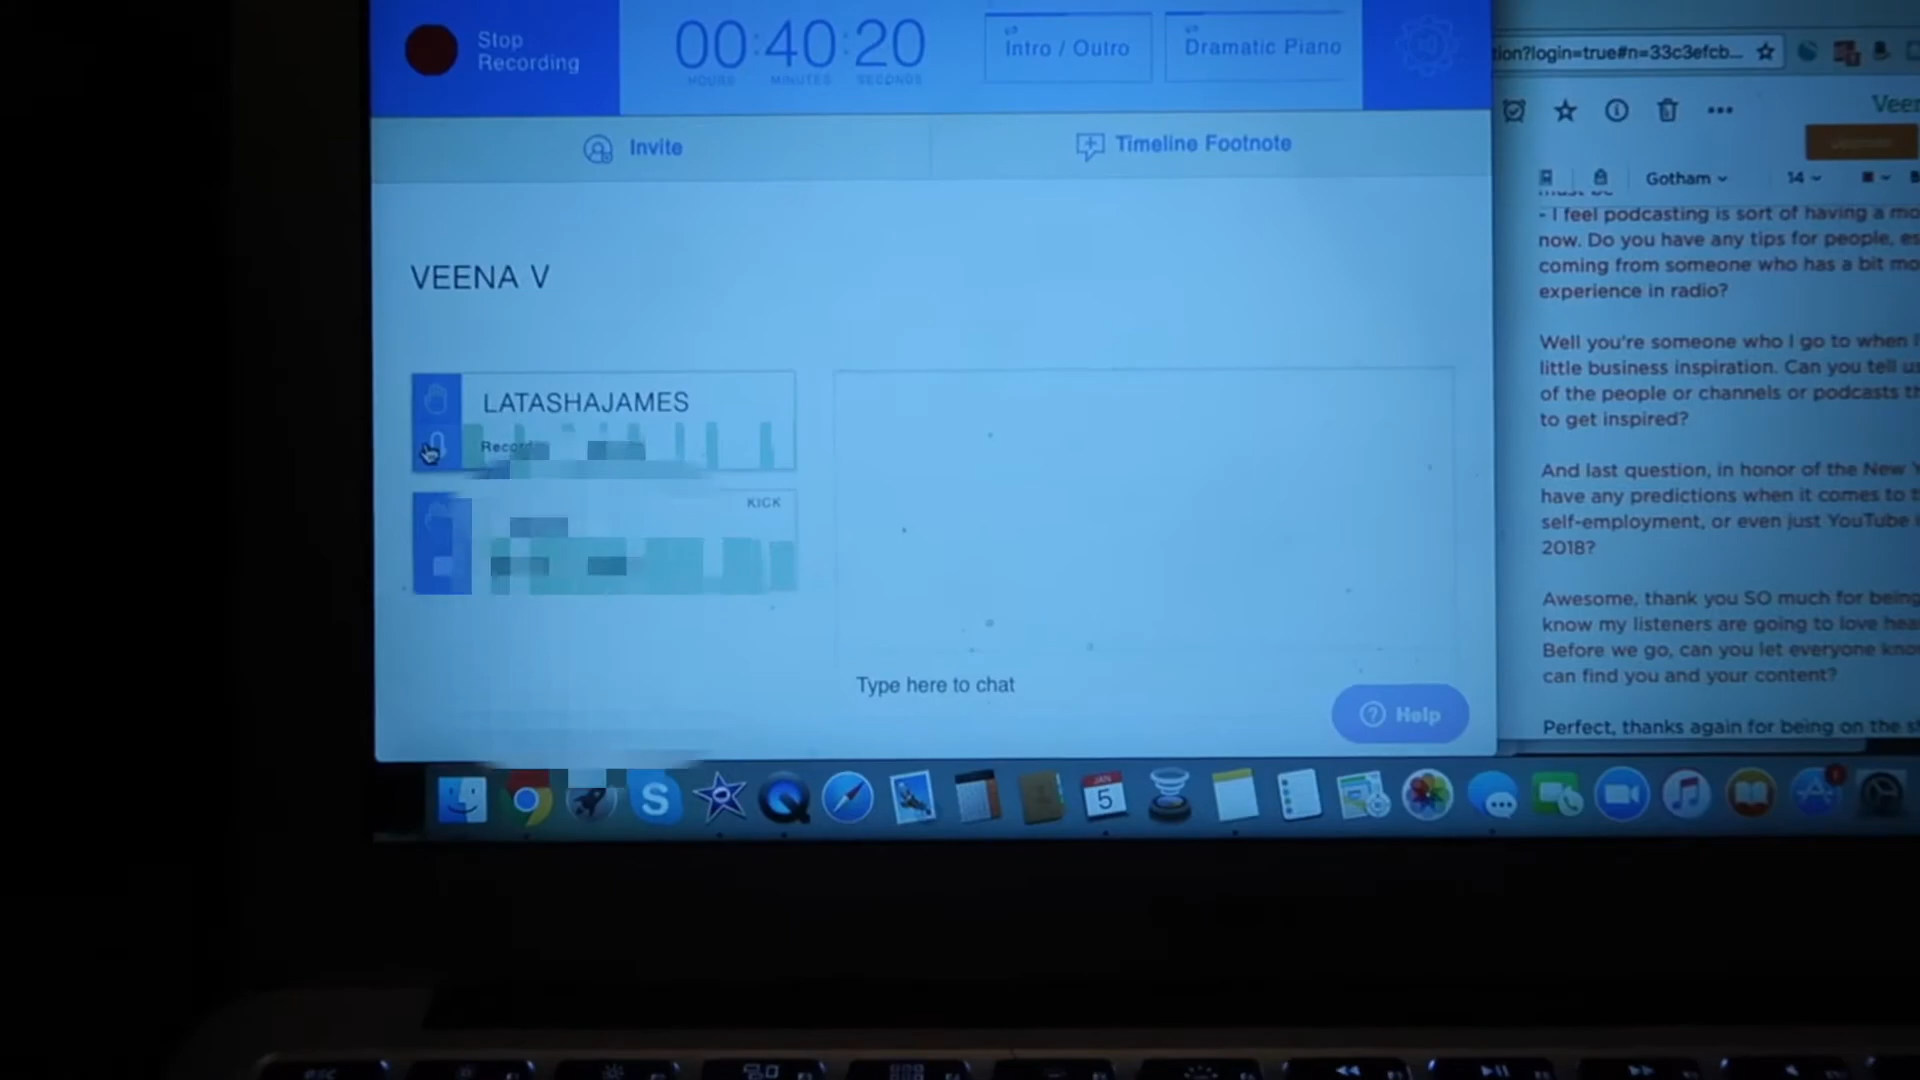 Stop
Recording
00:40:20
HOURS MINUTES SECONDS
Intro / Outro
Dramatic Piano
Invite
Timeline Footnote
VEENA V
LATASHAJAMES
KICK
Type here to chat
Help
tion?login=true#n=33c3efcb...
Gotham
14
- I feel podcasting is sort of having a
now. Do you have any tips for people,
coming from someone who has a bit
experience in radio?
Well you're someone who I go to when
little business inspiration. Can you tell
of the people or channels or podcasts
to get inspired?
And last question, in honor of the New
have any predictions when it comes to
self-employment, or even just YouTube
2018?
Awesome, thank you SO much for being
know my listeners are going to love
Before we go, can you let everyone
can find you and your content?
Perfect, thanks again for being on the
JAN
5
esc